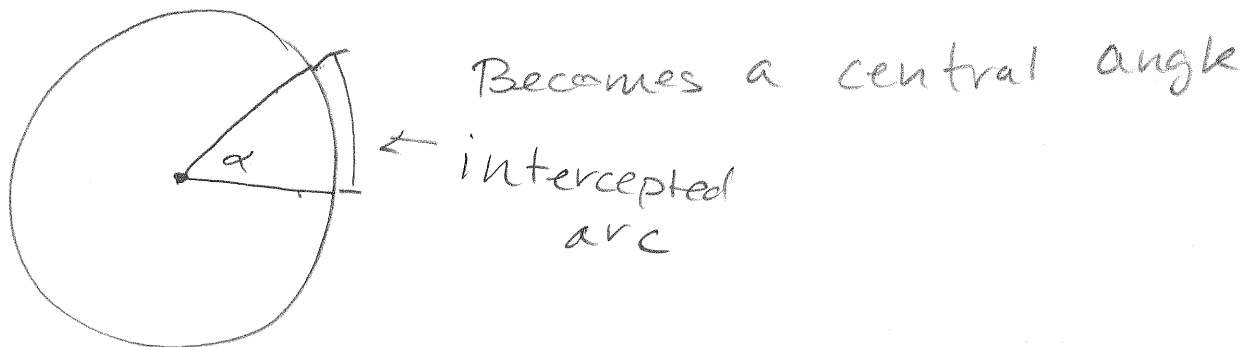 Becomes a central angle
α
intercepted
arc